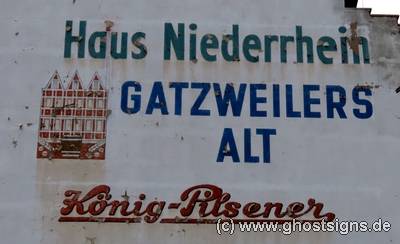 Haus Niederrhein
GATZWEILERS
ALT
König-Pilsener
(c) www.ghostsigns.de